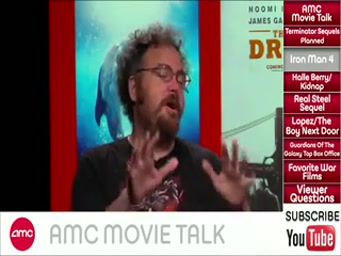 NOOMI
JAMES GA
DR
COMING
AMC
Movie Talk
Terminator Sequels
Planned
Iron Man 4
Halle Berry/
Kidnap
Real Steel
Sequel
Lopez/The
Boy Next Door
Guardians Of The
Galaxy Top Box Office
Favorite War
Films
Viewer
Questions
SUBSCRIBE
YouTube
amc
AMC MOVIE TALK